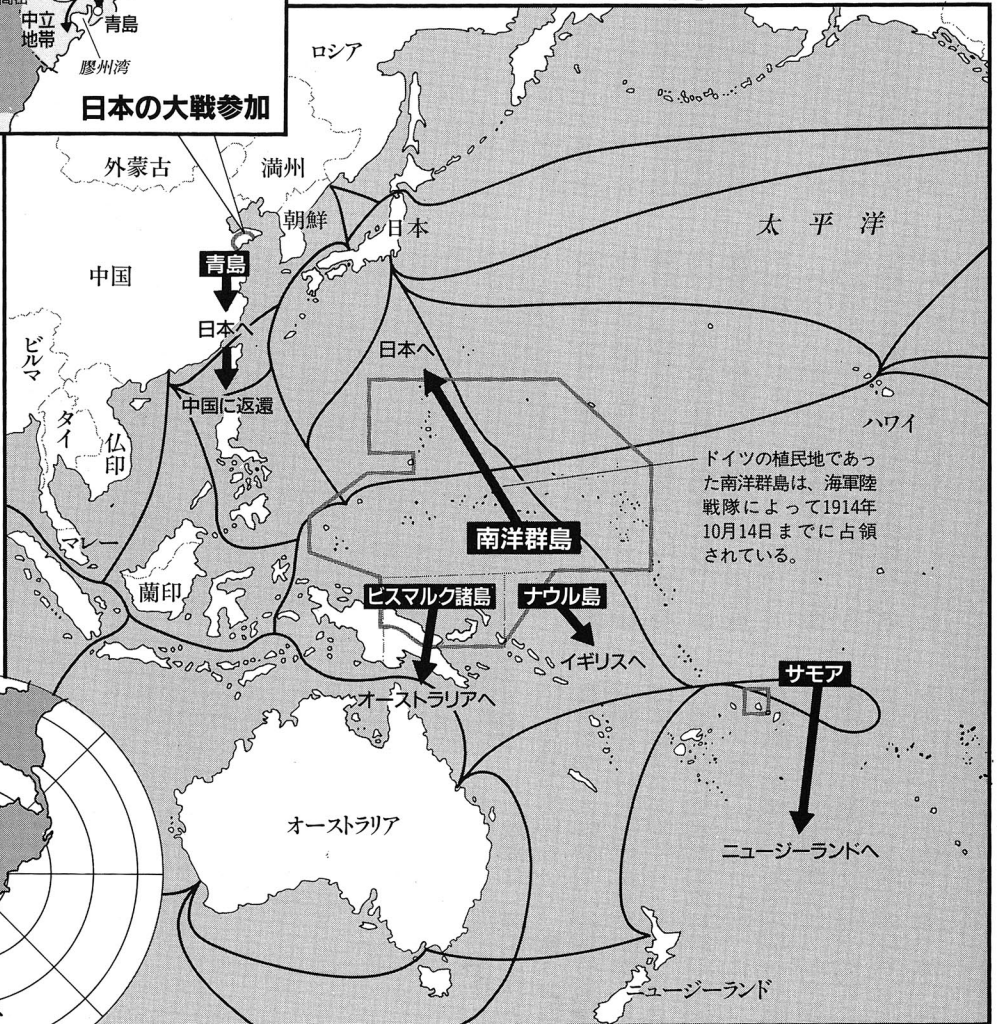 中立
地帯
青島
膠州湾
日本の大戦参加
ロシア
外蒙古
満州
朝鮮
日本
太平洋
中国
青島
日本へ
中国に返還
ビルマ
タイ
仏印
日本へ
ハワイ
ドイツの植民地であっ
た南洋群島は、海軍陸
戦隊によって1914年
10月14日までに占領
されている。
南洋群島
マレー
蘭印
ビスマルク諸島
ナウル島
イギリスへ
オーストラリアへ
サモア
オーストラリア
ニュージーランドへ
ニュージーランド